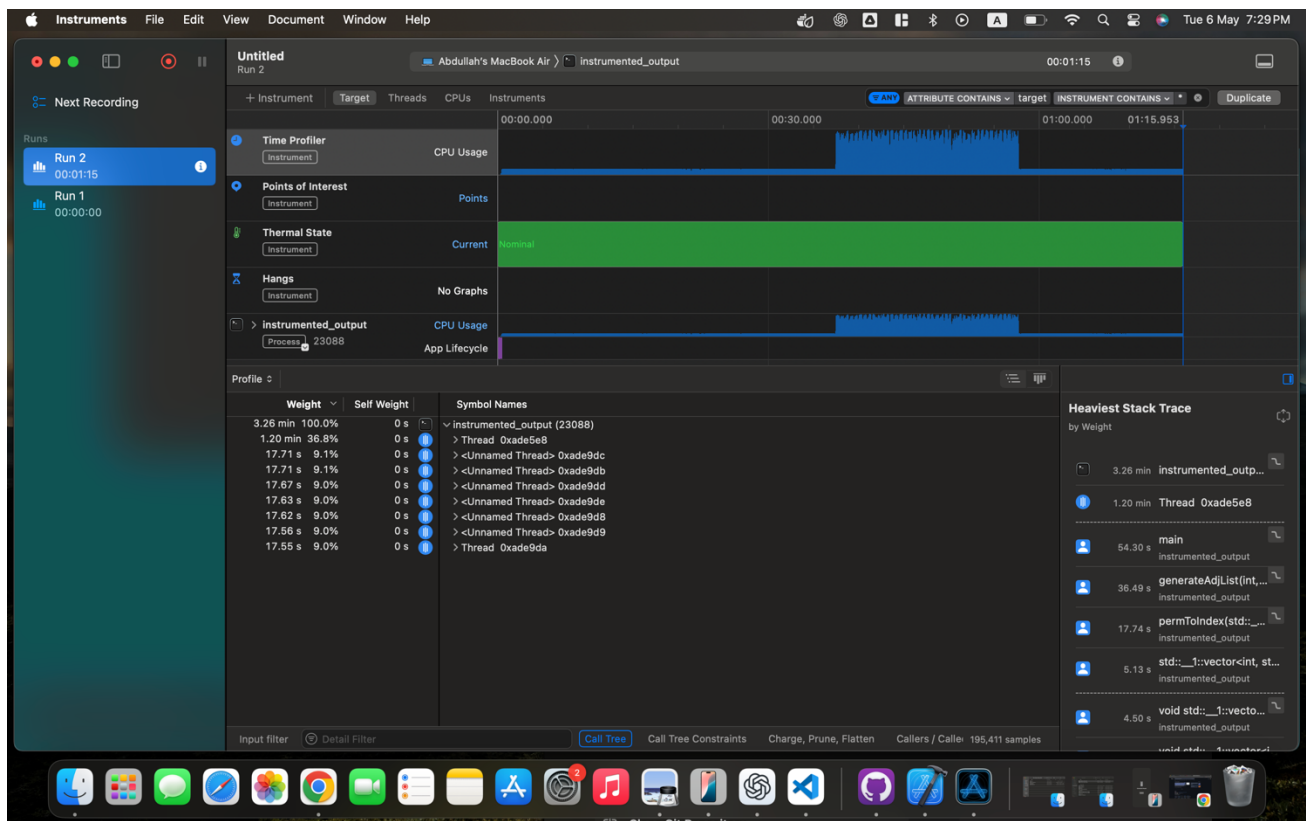 Instruments File Edit View Document Window Help A Tue 6 May 7:29 PM
Untitled
Run 2
Abdullah's MacBook Air 〉 instrumented_output 00:01:15
Next Recording
+ Instrument Target Threads CPUs Instruments ANY ATTRIBUTE CONTAINS target INSTRUMENT CONTAINS * Duplicate
00:00.000 00:30.000 01:00.000 01:15.953
Runs
Run 2
00:01:15
Run 1
00:00:00
Time Profiler
Instrument
CPU Usage
Points of Interest
Instrument
Points
Thermal State
Instrument
Current
Nominal
Hangs
Instrument
No Graphs
instrumented_output
Process 23088
CPU Usage
App Lifecycle
Profile
Weight Self Weight Symbol Names
3.26 min 100.0% 0 s instrumented_output (23088)
1.20 min 36.8% 0 s Thread 0xade5e8
17.71 s 9.1% 0 s <Unnamed Thread> 0xade9dc
17.71 s 9.1% 0 s <Unnamed Thread> 0xade9db
17.67 s 9.0% 0 s <Unnamed Thread> 0xade9dd
17.63 s 9.0% 0 s <Unnamed Thread> 0xade9de
17.62 s 9.0% 0 s <Unnamed Thread> 0xade9d8
17.56 s 9.0% 0 s <Unnamed Thread> 0xade9d9
17.55 s 9.0% 0 s Thread 0xade9da
Heaviest Stack Trace
by Weight
3.26 min instrumented_outp...
1.20 min Thread 0xade5e8
54.30 s main
instrumented_output
36.49 s generateAdjList(int,...
instrumented_output
17.74 s permToIndex(std::_...
instrumented_output
5.13 s std::__1::vector<int, st...
instrumented_output
4.50 s void std::__1::vecto...
instrumented_output
Input filter Detail Filter Call Tree Call Tree Constraints Charge, Prune, Flatten Callers / Calle 195,411 samples
2